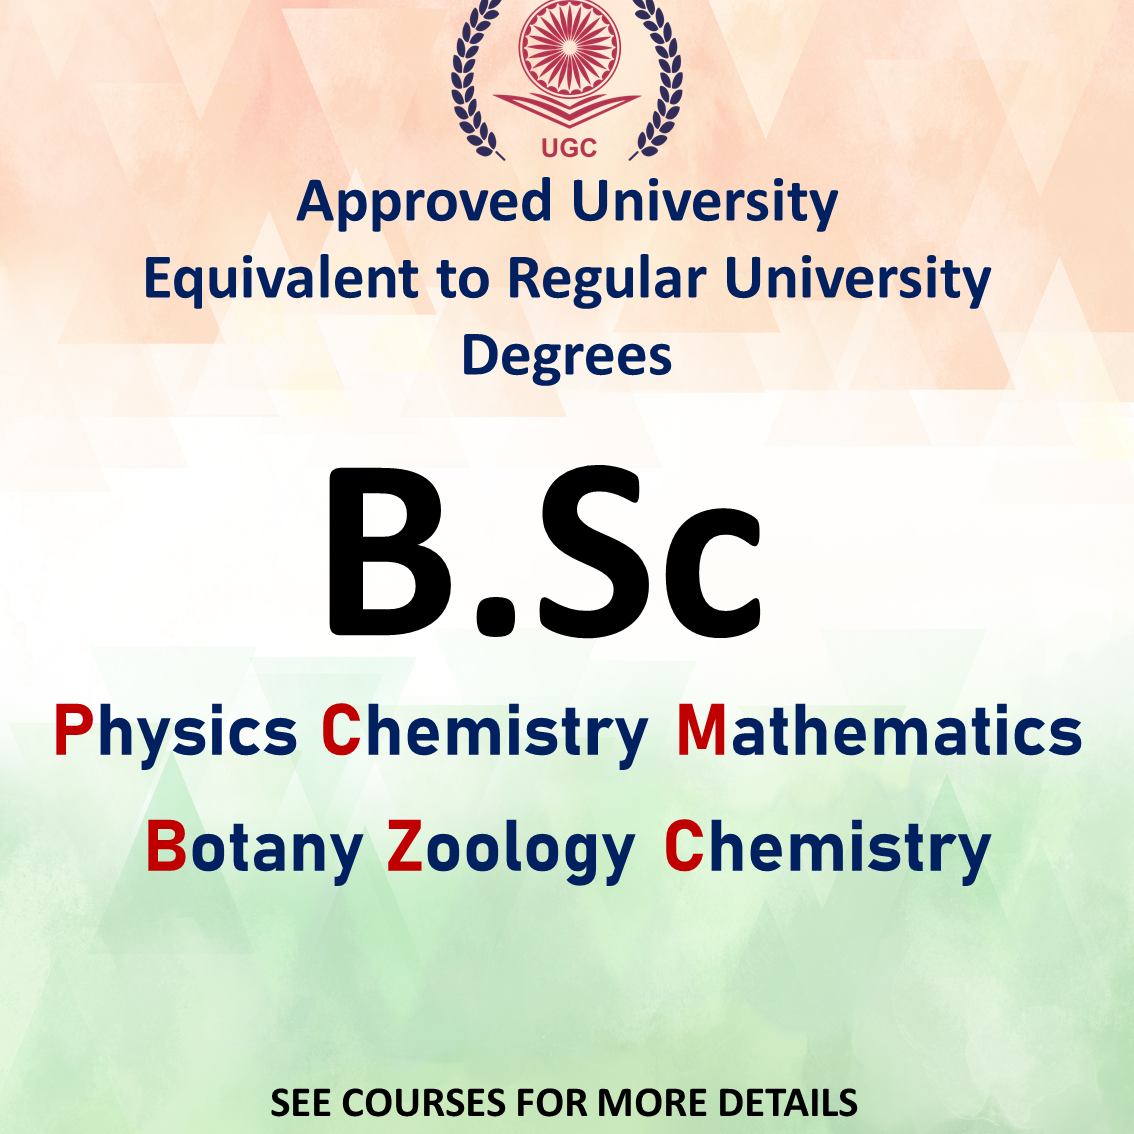 UGC
Approved University
Equivalent to Regular University
Degrees
B.Sc
Physics Chemistry Mathematics
Botany Zoology Chemistry
SEE COURSES FOR MORE DETAILS